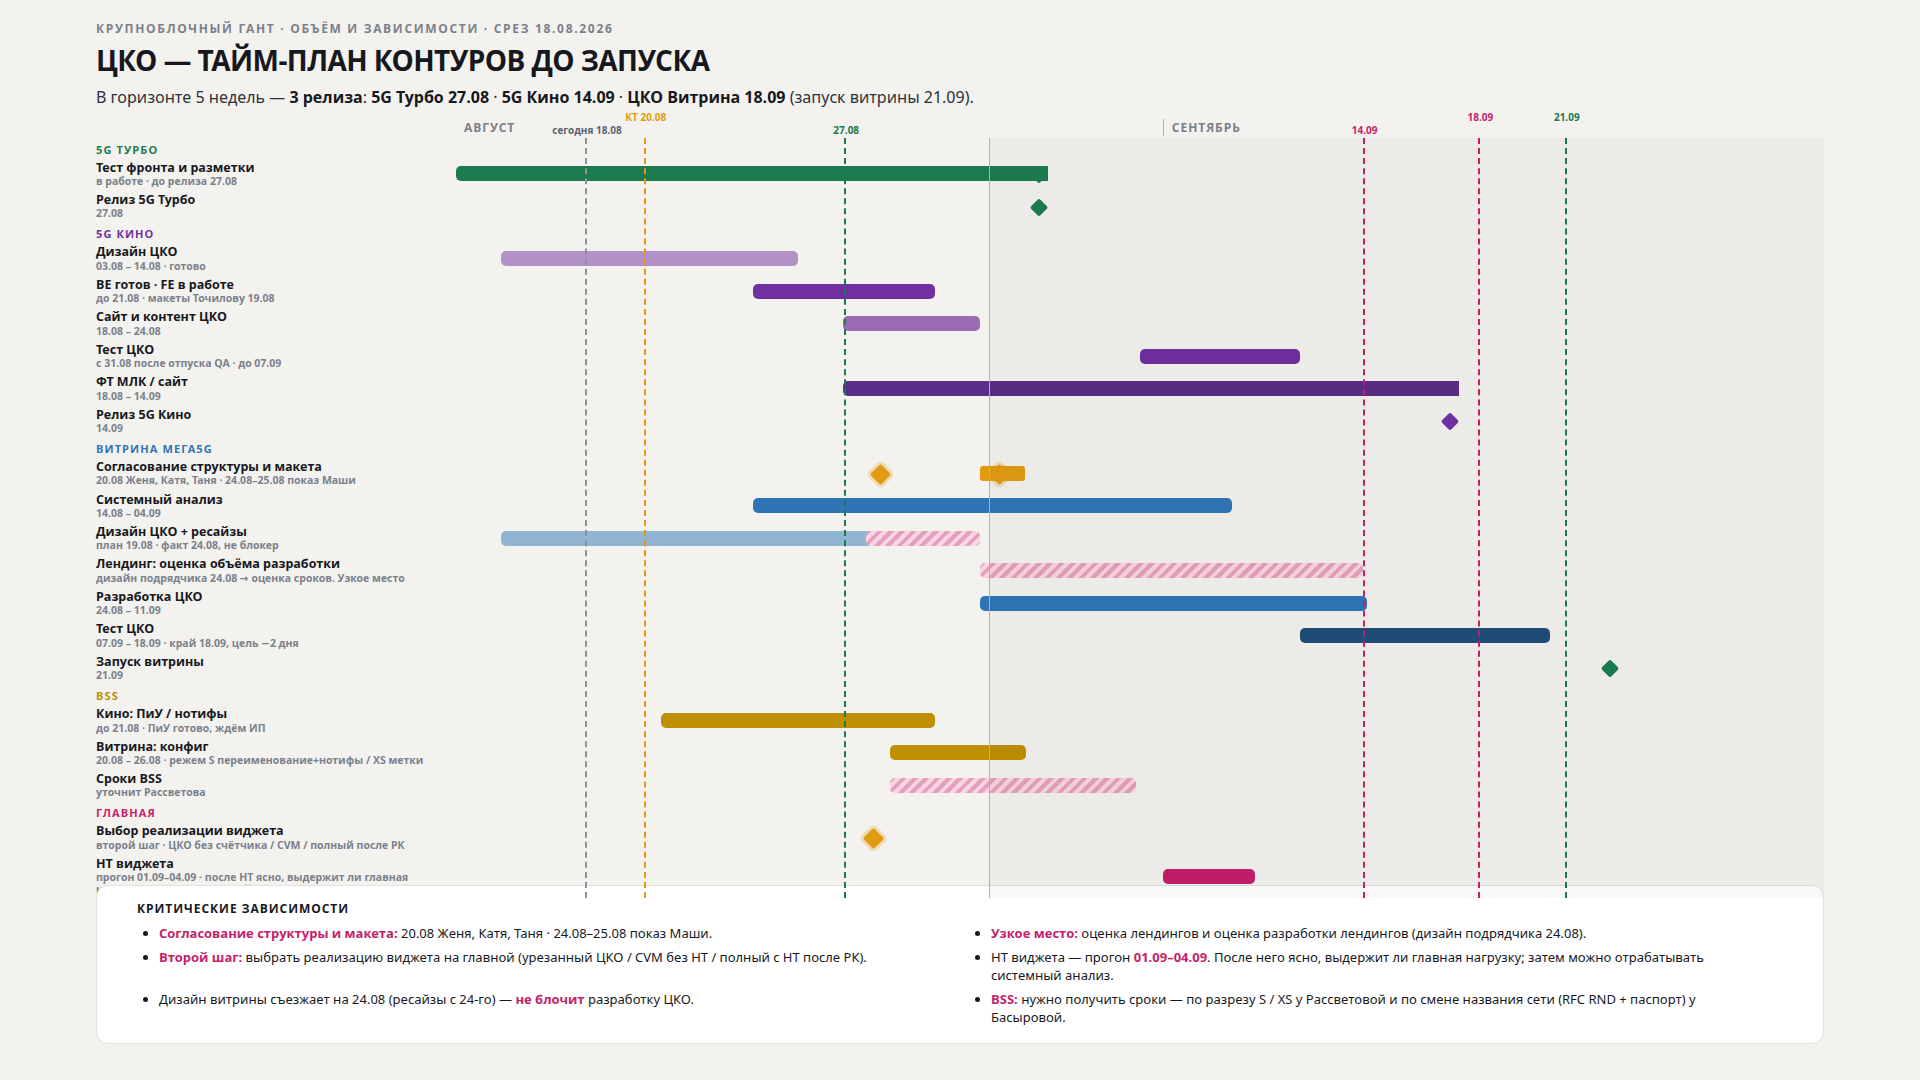 КРУПНОБЛОЧНЫЙ ГАНТ · ОБЪЁМ И ЗАВИСИМОСТИ · СРЕЗ 18.08.2026
ЦКО — ТАЙМ-ПЛАН КОНТУРОВ ДО ЗАПУСКА
В горизонте 5 недель — 3 релиза: 5G Турбо 27.08 · 5G Кино 14.09 · ЦКО Витрина 18.09 (запуск витрины 21.09).
АВГУСТ
сегодня 18.08
КТ 20.08
27.08
СЕНТЯБРЬ
14.09
18.09
21.09
5G ТУРБО
Тест фронта и разметки
в работе · до релиза 27.08
Релиз 5G Турбо
27.08
5G КИНО
Дизайн ЦКО
03.08 – 14.08 · готово
BE готов · FE в работе
до 21.08 · макеты Точилову 19.08
Сайт и контент ЦКО
18.08 – 24.08
Тест ЦКО
с 31.08 после отпуска QA · до 07.09
ФТ МЛК / сайт
18.08 – 14.09
Релиз 5G Кино
14.09
ВИТРИНА МЕГА5G
Согласование структуры и макета
20.08 Женя, Катя, Таня · 24.08–25.08 показ Маши
Системный анализ
14.08 – 04.09
Дизайн ЦКО + ресайзы
план 19.08 · факт 24.08, не блокер
Лендинг: оценка объёма разработки
дизайн подрядчика 24.08 → оценка сроков. Узкое место
Разработка ЦКО
24.08 – 11.09
Тест ЦКО
07.09 – 18.09 · край 18.09, цель −2 дня
Запуск витрины
21.09
BSS
Кино: ПиУ / нотифы
до 21.08 · ПиУ готово, ждём ИП
Витрина: конфиг
20.08 – 26.08 · режем S переименование+нотифы / XS метки
Сроки BSS
уточнит Рассветова
ГЛАВНАЯ
Выбор реализации виджета
второй шаг · ЦКО без счётчика / CVM / полный после РК
НТ виджета
прогон 01.09–04.09 · после НТ ясно, выдержит ли главная
КРИТИЧЕСКИЕ ЗАВИСИМОСТИ
Согласование структуры и макета: 20.08 Женя, Катя, Таня · 24.08–25.08 показ Маши.
Второй шаг: выбрать реализацию виджета на главной (урезанный ЦКО / CVM без НТ / полный с НТ после РК).
Дизайн витрины съезжает на 24.08 (ресайзы с 24-го) — не блочит разработку ЦКО.
Узкое место: оценка лендингов и оценка разработки лендингов (дизайн подрядчика 24.08).
НТ виджета — прогон 01.09–04.09. После него ясно, выдержит ли главная нагрузку; затем можно отрабатывать
системный анализ.
BSS: нужно получить сроки — по разрезу S / XS у Рассветовой и по смене названия сети (RFC RND + паспорт) у
Басыровой.